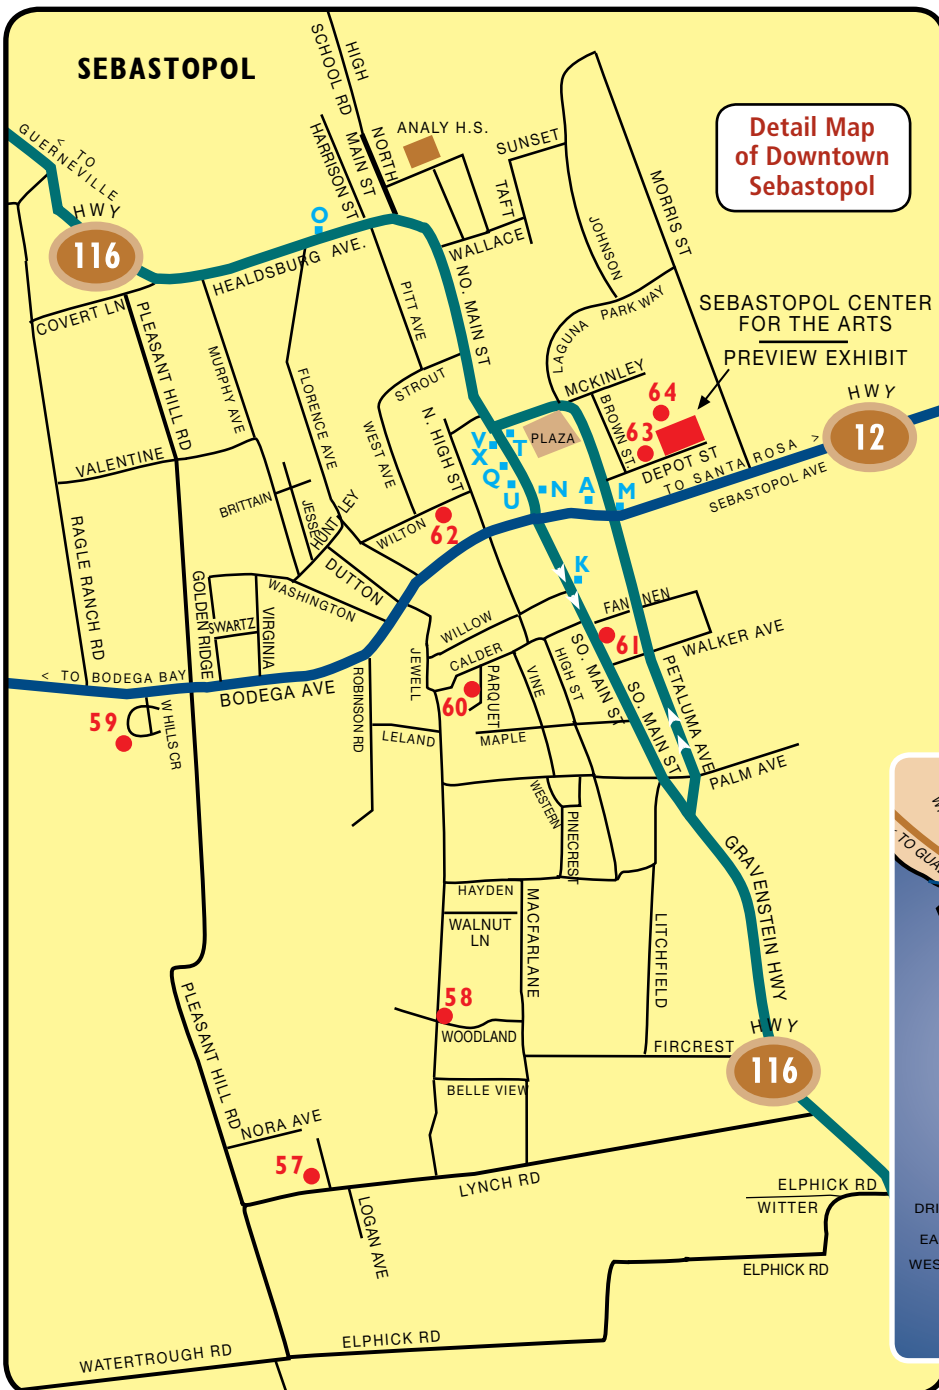 SEBASTOPOL
Detail Map
of Downtown
Sebastopol
HIGH
SCHOOL RD
NORTH
MAIN ST
HARRISON ST
ANALY H.S.
SUNSET
TAFT
WALLACE
JOHNSON
MORRIS ST
< TO
GUERNEVILLE
HWY
116
O
HEALDSBURG AVE.
COVERT LN
PLEASANT HILL RD
MURPHY AVE
FLORENCE AVE
PITT AVE
NO. MAIN ST
STROUT
WEST AVE
N. HIGH ST
LAGUNA
PARK WAY
MCKINLEY
BROWN ST.
SEBASTOPOL CENTER
FOR THE ARTS
PREVIEW EXHIBIT
HWY
12
64
63
DEPOT ST
TO SANTA ROSA >
SEBASTOPOL AVE
PLAZA
V
T
X
Q
U
N
A
M
K
VALENTINE
RAGLE RANCH RD
BRITTAIN
JESSE
HUNTLEY
WILTON
62
DUTTON
WASHINGTON
GOLDEN RIDGE
SWARTZ
VIRGINIA
< TO BODEGA BAY
BODEGA AVE
59
W HILLS CR
ROBINSON RD
JEWELL
LELAND
WILLOW
CALDER
60
PARQUET
MAPLE
VINE
HIGH ST
SO. MAIN ST
SO. MAIN ST
FANNEN
61
WALKER AVE
PETALUMA AVE
PALM AVE
WESTERN
PINECREST
HAYDEN
WALNUT
LN
MACFARLANE
LITCHFIELD
GRAVENSTEIN HWY
HWY
116
58
WOODLAND
FIRCREST
BELLE VIEW
PLEASANT HILL RD
NORA AVE
57
LYNCH RD
LOGAN AVE
ELPHICK RD
WITTER
ELPHICK RD
ELPHICK RD
WATERTROUGH RD
TO GUA
DRI
EA
WES